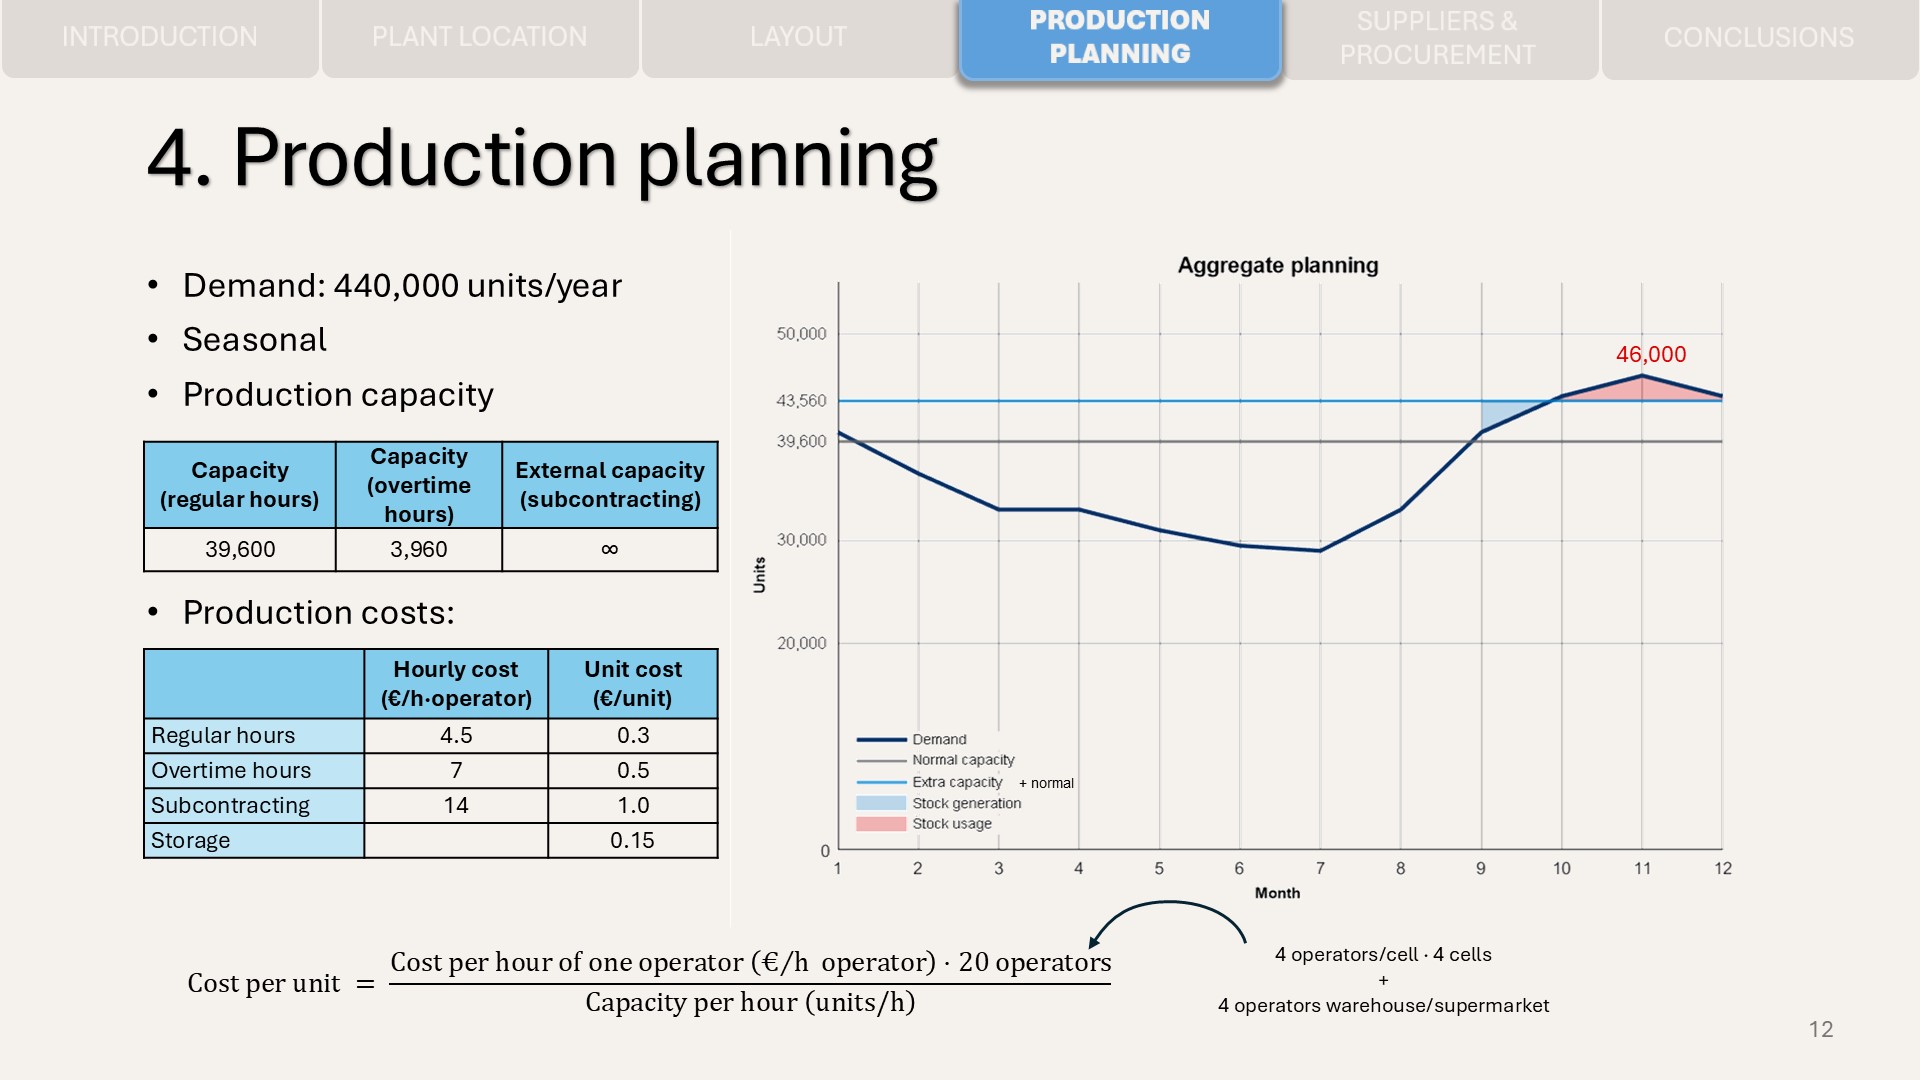 INTRODUCTION
PLANT LOCATION
LAYOUT
PRODUCTION
PLANNING
SUPPLIERS &
PROCUREMENT
CONCLUSIONS
4. Production planning
• Demand: 440,000 units/year
• Seasonal
• Production capacity
Capacity
(regular hours)
Capacity
(overtime
hours)
External capacity
(subcontracting)
39,600
3,960
∞
• Production costs:
Hourly cost
(€/h·operator)
Unit cost
(€/unit)
Regular hours
4.5
0.3
Overtime hours
7
0.5
Subcontracting
14
1.0
Storage
0.15
Aggregate planning
50,000
46,000
43,560
39,600
30,000
Units
20,000
Demand
Normal capacity
Extra capacity + normal
Stock generation
Stock usage
0
1 2 3 4 5 6 7 8 9 10 11 12
Month
Cost per unit = Cost per hour of one operator (€/h operator) · 20 operators
Capacity per hour (units/h)
4 operators/cell · 4 cells
+
4 operators warehouse/supermarket
12